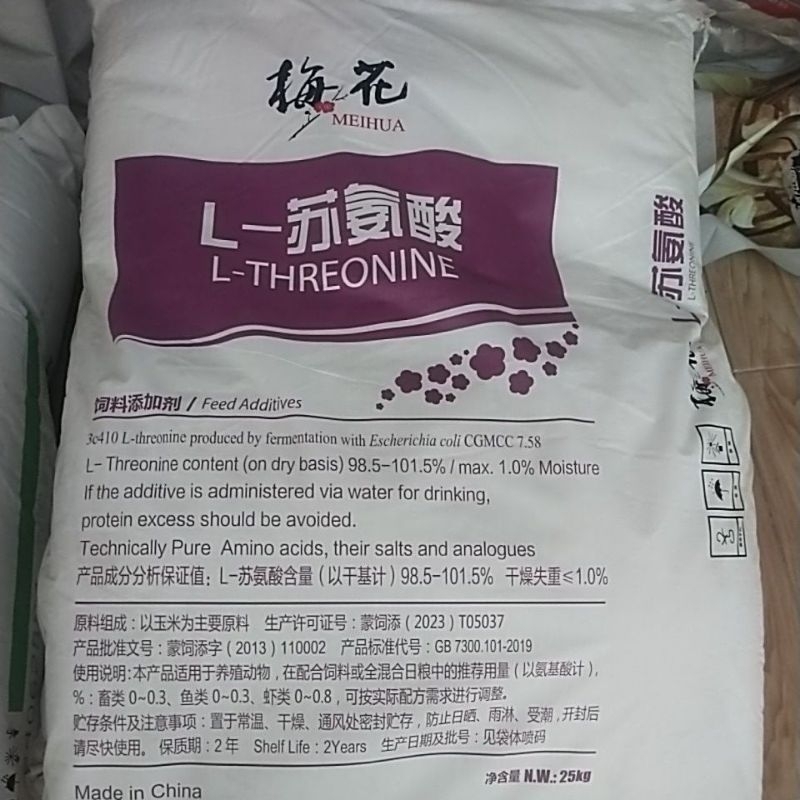 梅花
MEIHUA
L-苏氨酸
L-THREONINE
饲料添加剂 / Feed Additives
3c410 L-threonine produced by fermentation with Escherichia coli CGMCC 7.58
L- Threonine content (on dry basis) 98.5-101.5% / max. 1.0% Moisture
If the additive is administered via water for drinking,
protein excess should be avoided.
Technically Pure Amino acids, their salts and analogues
产品成分分析保证值：L-苏氨酸含量（以干基计）98.5-101.5% 干燥失重≤1.0%
原料组成：以玉米为主要原料 生产许可证号：蒙饲添（2023）T05037
产品批准文号：蒙饲添字（2013）110002 产品标准代号：GB 7300.101-2019
使用说明：本产品适用于养殖动物，在配合饲料或全混合日粮中的推荐用量（以氨基酸计），
%：畜类 0~0.3、鱼类 0~0.3、虾类 0~0.8，可按实际配方需求进行调整。
贮存条件及注意事项：置于常温、干燥、通风处密封贮存，防止日晒、雨淋、受潮，开封后
请尽快使用。 保质期：2 年 Shelf Life : 2Years 生产日期及批号：见袋体喷码
净含量 N.W.: 25kg
Made in China
苏氨酸
L-THREONINE
MEIHUA